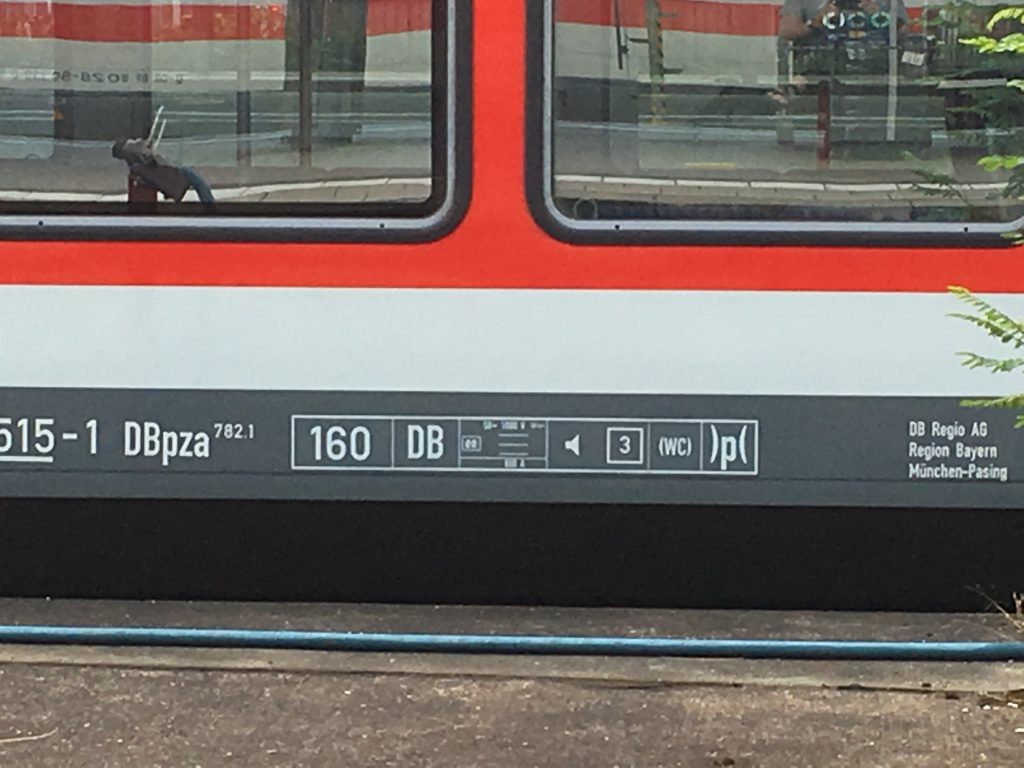 515-1 DBpza 782.1
160 DB 3 (WC) )p(
DB Regio AG
Region Bayern
München-Pasing